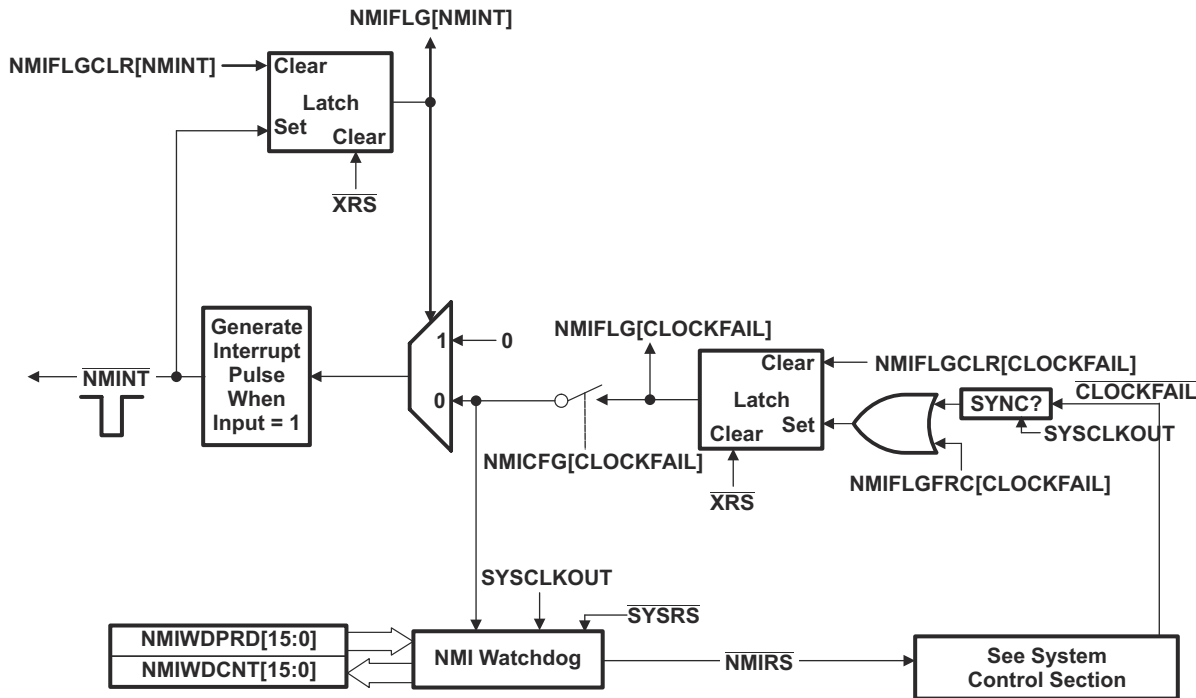 NMIFLG[NMINT]
NMIFLGCLR[NMINT]
Clear
Latch
Set
Clear
XRS
Generate
Interrupt
Pulse
When
Input = 1
NMINT
1
0
0
NMIFLG[CLOCKFAIL]
NMICFG[CLOCKFAIL]
Clear
Latch
Set
Clear
XRS
NMIFLGCLR[CLOCKFAIL]
CLOCKFAIL
SYNC?
SYSCLKOUT
NMIFLGFRC[CLOCKFAIL]
SYSCLKOUT
SYSRS
NMIWDPRD[15:0]
NMIWDCNT[15:0]
NMI Watchdog
NMIRS
See System
Control Section